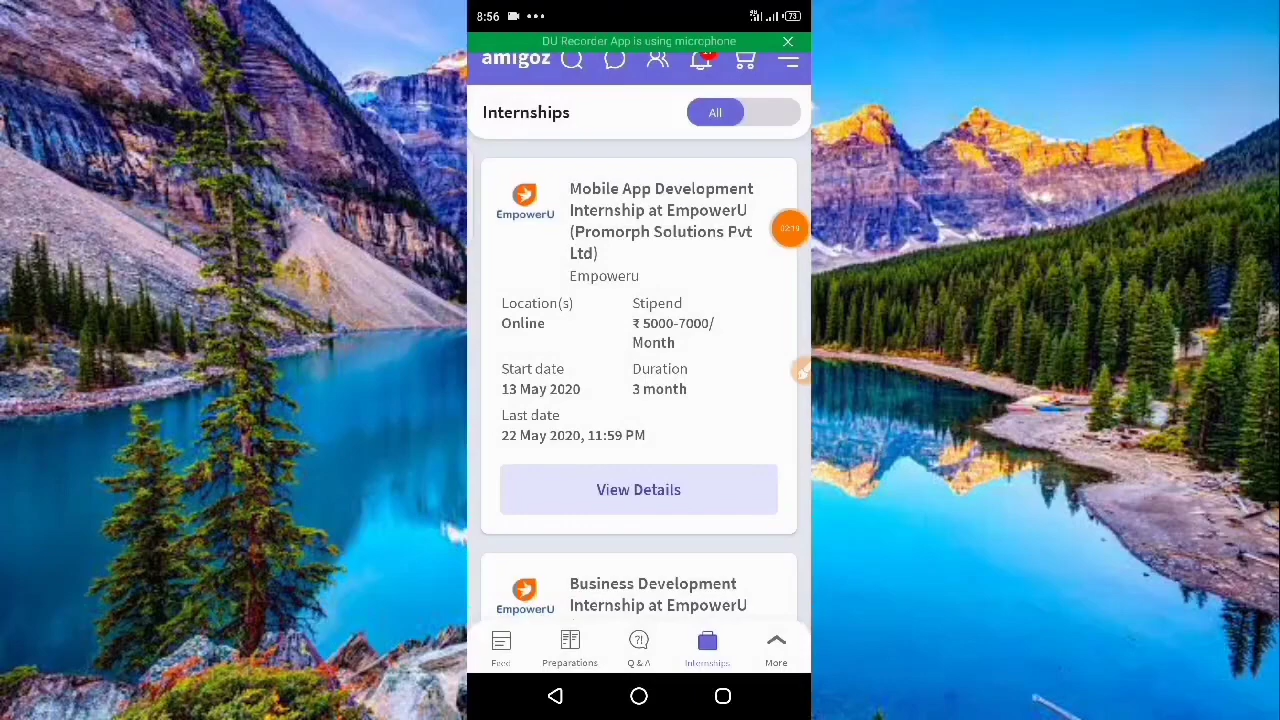 8:56
73
DU Recorder App is using microphone
amigoz
Internships
All
EmpowerU
Mobile App Development
Internship at EmpowerU
(Promorph Solutions Pvt
Ltd)
Empoweru
02:19
Location(s)
Online
Stipend
₹ 5000-7000/
Month
Start date
13 May 2020
Duration
3 month
Last date
22 May 2020, 11:59 PM
View Details
EmpowerU
Business Development
Internship at EmpowerU
Feed
Preparations
Q & A
Internships
More